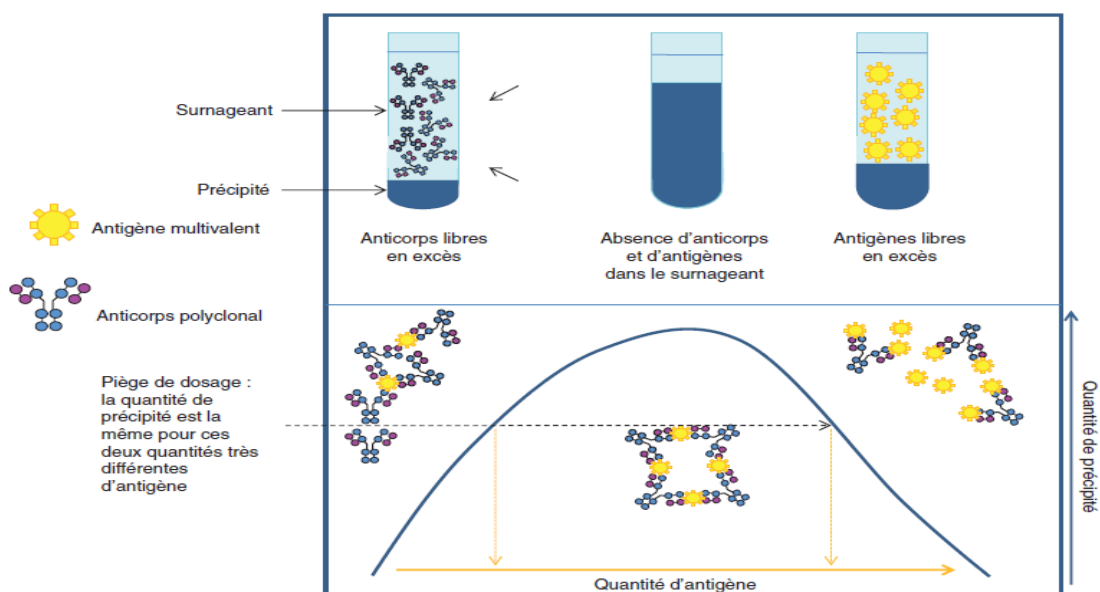 Surnageant
Précipité
Antigène multivalent
Anticorps polyclonal
Anticorps libres
en excès
Absence d'anticorps
et d'antigènes
dans le surnageant
Antigènes libres
en excès
Piège de dosage :
la quantité de
précipité est la
même pour ces
deux quantités très
différentes
d'antigène
Quantité d'antigène
Quantité de précipité